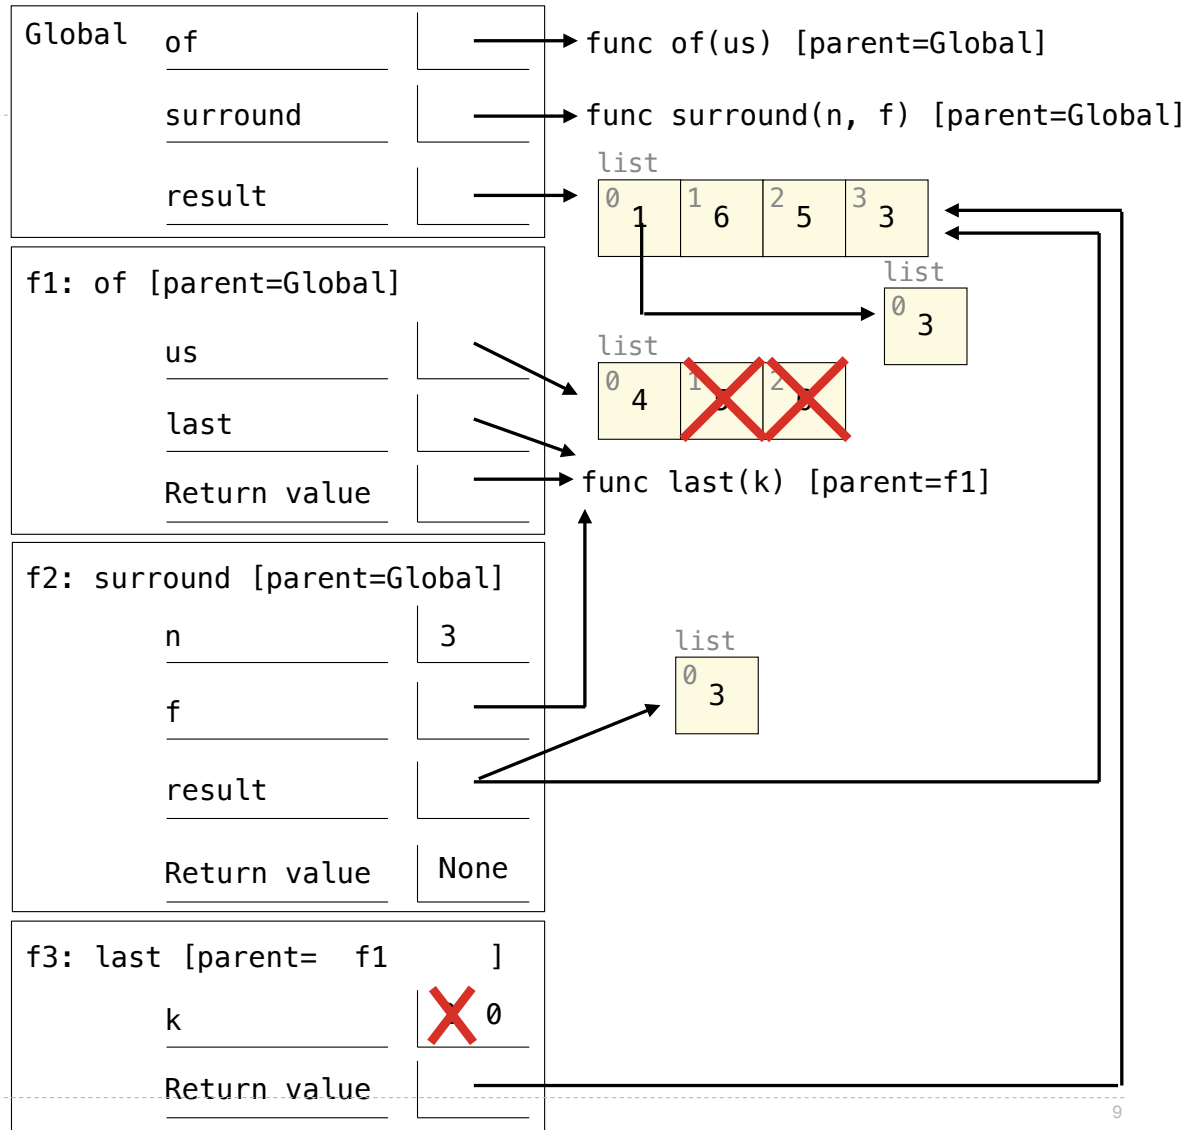 Global
of
func of(us) [parent=Global]
surround
func surround(n, f) [parent=Global]
list
result
0 1 1 6 2 5 3 3
list
f1: of [parent=Global]
0 3
list
us
0 4 1 2
last
func last(k) [parent=f1]
Return value
f2: surround [parent=Global]
n 3
list
0 3
f
result
Return value None
f3: last [parent= f1 ]
k 0
Return value
9